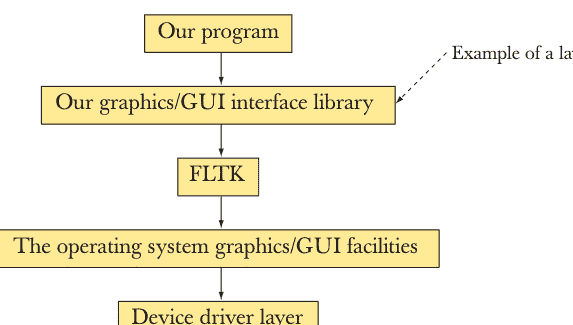 Our program
Example of a
Our graphics/GUI interface library
FLTK
The operating system graphics/GUI facilities
Device driver layer